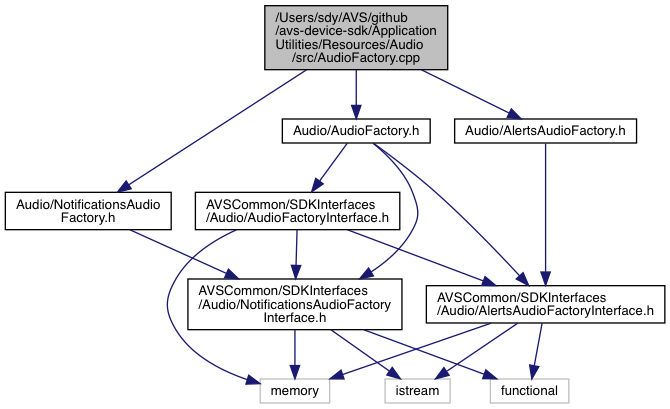 /Users/sdy/AVS/github
/avs-device-sdk/Application
Utilities/Resources/Audio
/src/AudioFactory.cpp
Audio/AudioFactory.h
Audio/AlertsAudioFactory.h
Audio/NotificationsAudio
Factory.h
AVSCommon/SDKInterfaces
/Audio/AudioFactoryInterface.h
AVSCommon/SDKInterfaces
/Audio/NotificationsAudioFactory
Interface.h
AVSCommon/SDKInterfaces
/Audio/AlertsAudioFactoryInterface.h
memory
istream
functional